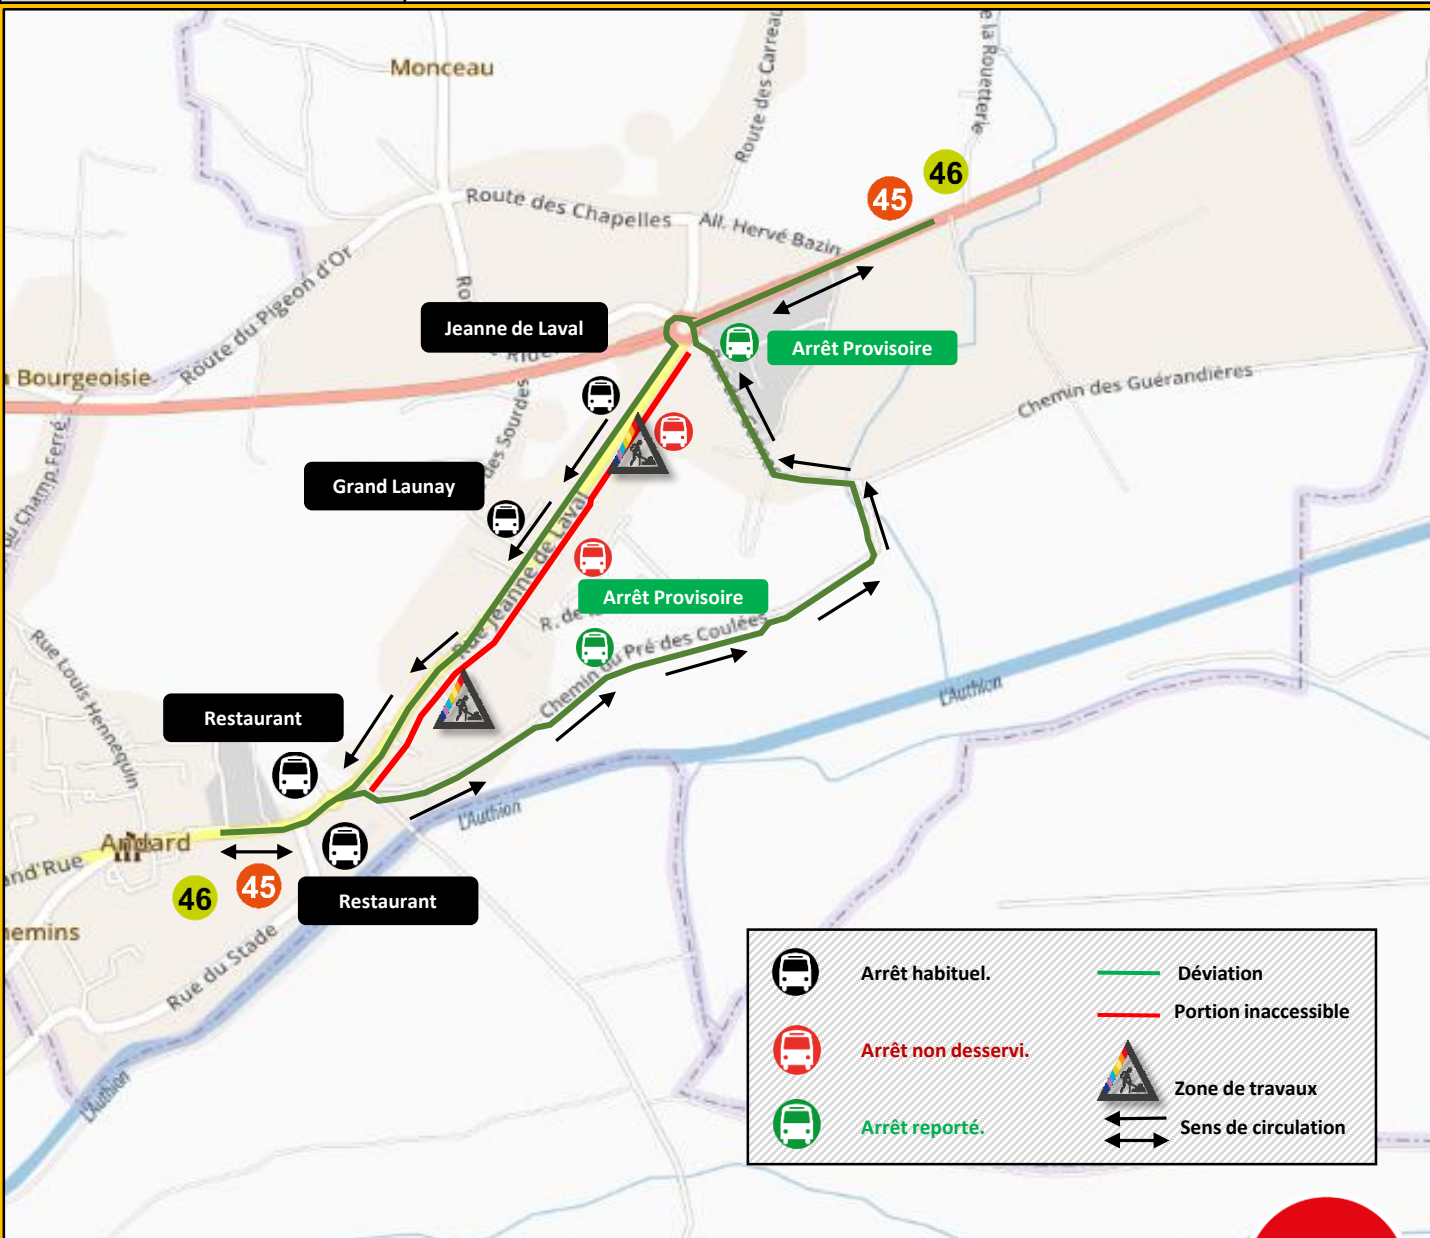 Monceau
Route des Carreau
e la Rouetterie
46
45
Route des Chapelles
All. Hervé Bazin
Route du Pigeon d'Or
Jeanne de Laval
Arrêt Provisoire
Bourgeoisie
Chemin des Guérandières
des Sourdes
du Champ Ferré
Grand Launay
Rue Jeanne de Laval
Arrêt Provisoire
R. de
Chemin du Pré des Coulées
Rue Louis Hennequin
L'Authion
Restaurant
L'Authion
Andard
and'Rue
46
45
Restaurant
emins
Rue du Stade
L'Authion
Arrêt habituel.
Déviation
Portion inaccessible
Arrêt non desservi.
Zone de travaux
Arrêt reporté.
Sens de circulation